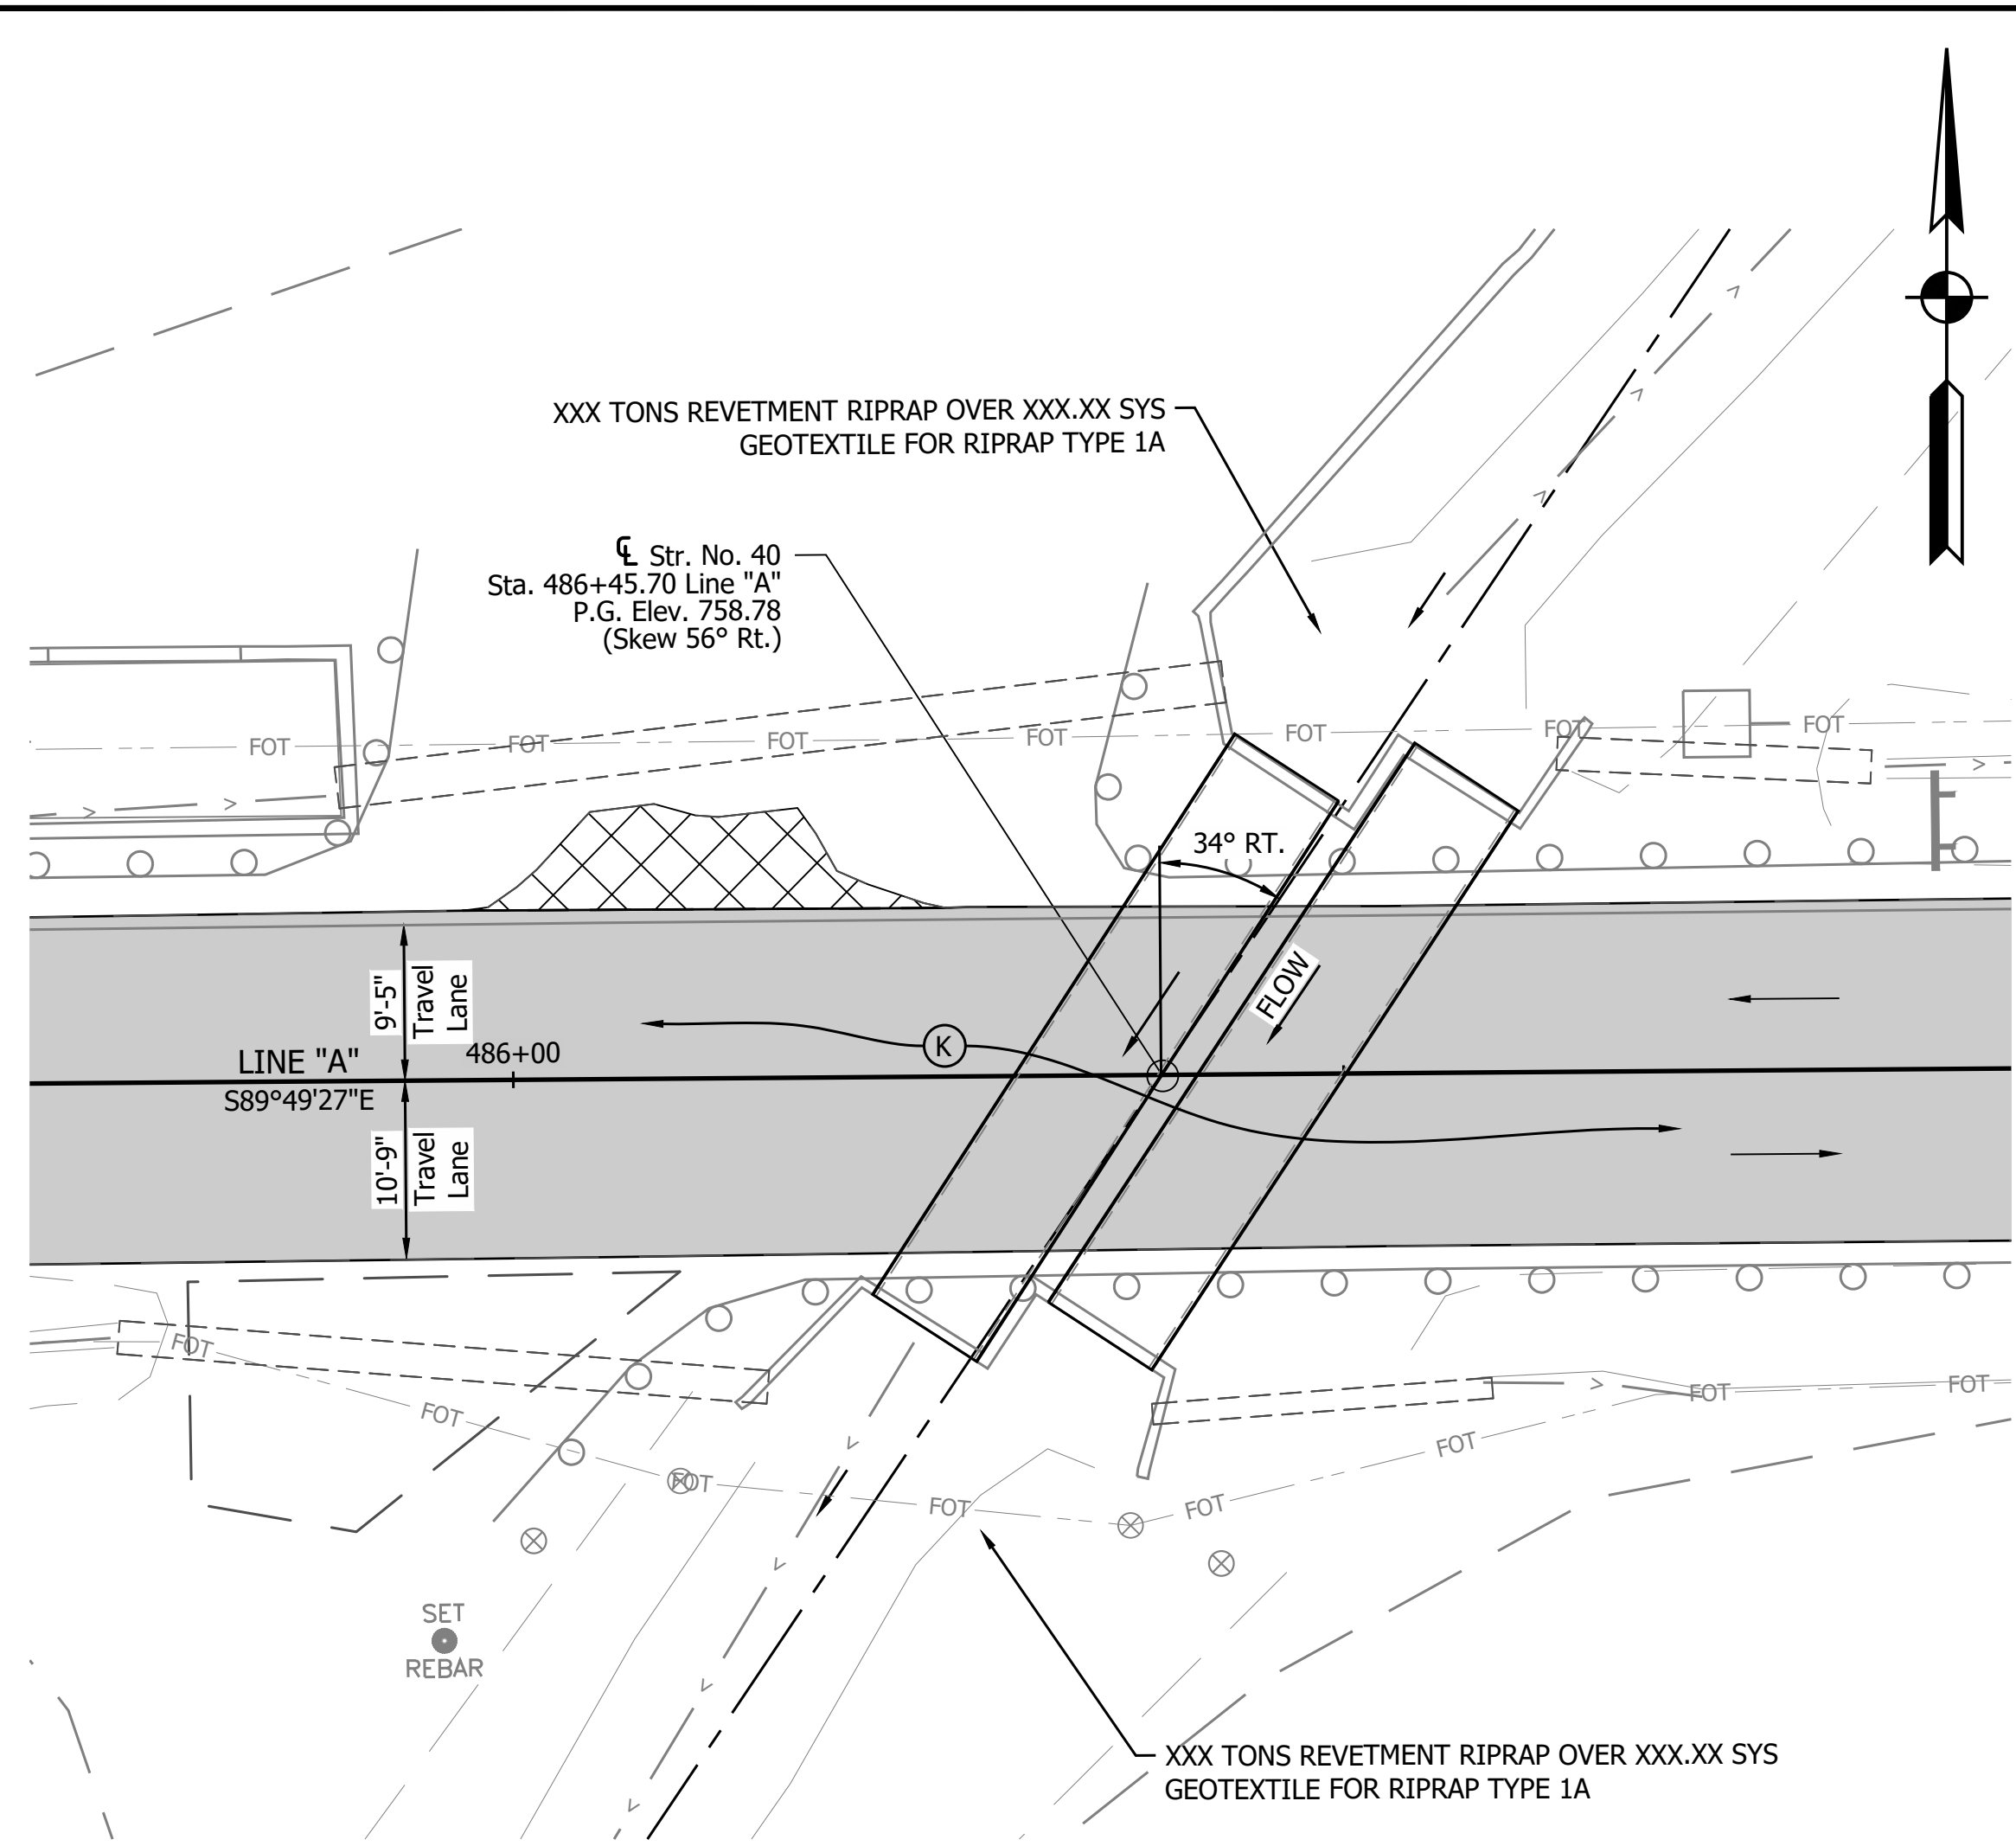 XXX TONS REVETMENT RIPRAP OVER XXX.XX SYS
GEOTEXTILE FOR RIPRAP TYPE 1A
℄ Str. No. 40
Sta. 486+45.70 Line "A"
P.G. Elev. 758.78
(Skew 56° Rt.)
FOT
FOT
FOT
FOT
FOT
FOT
FOT
34° RT.
9'-5"
Travel
Lane
FLOW
K
LINE "A"
486+00
S89°49'27"E
10'-9"
Travel
Lane
FOT
FOT
FOT
FOT
FOT
FOT
FOT
FOT
SET
REBAR
XXX TONS REVETMENT RIPRAP OVER XXX.XX SYS
GEOTEXTILE FOR RIPRAP TYPE 1A